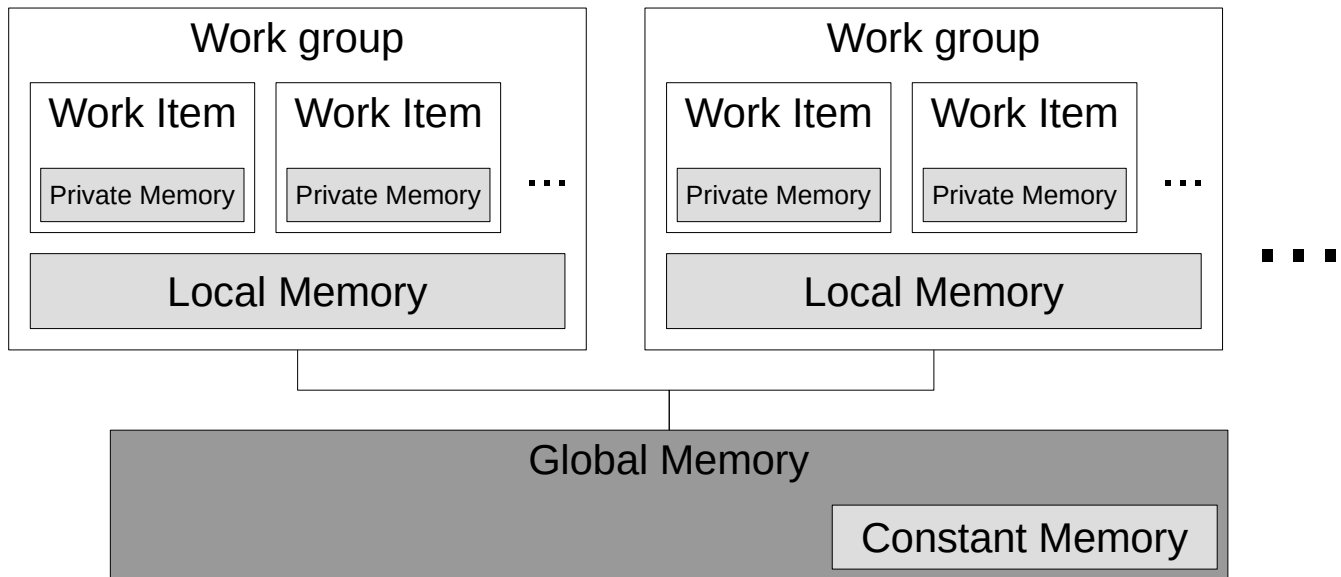 Work group
Work Item
Work Item
Private Memory
Private Memory
...
Local Memory
Work group
Work Item
Work Item
Private Memory
Private Memory
...
Local Memory
...
Global Memory
Constant Memory